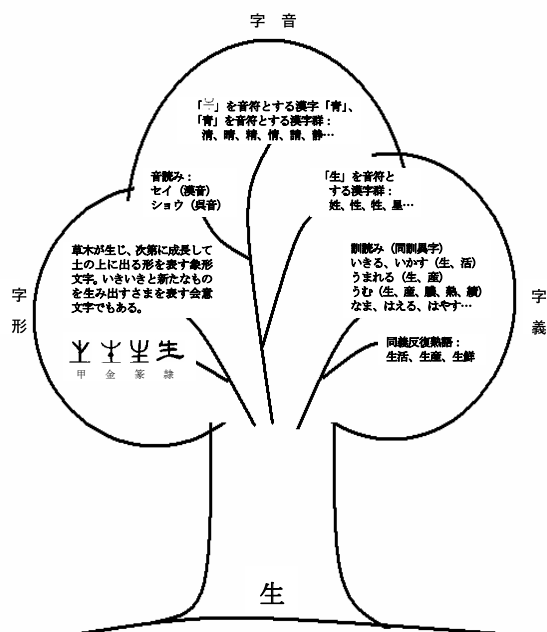 字音
「龶」を音符とする漢字「青」、
「青」を音符とする漢字群：
清、晴、精、情、請、静…
音読み：
セイ（漢音）
ショウ（呉音）
「生」を音符と
する漢字群：
姓、性、牲、星…
字形
草木が生じ、次第に成長して
土の上に出る形を表す象形
文字。いきいきと新たなもの
を生み出すさまを表す会意
文字でもある。
甲 金 篆 隷
字義
訓読み（同訓異字）
いきる、いかす（生、活）
うまれる（生、産）
うむ（生、産、膿、熟、績）
なま、はえる、はやす…
同義反復熟語：
生活、生産、生鮮
生